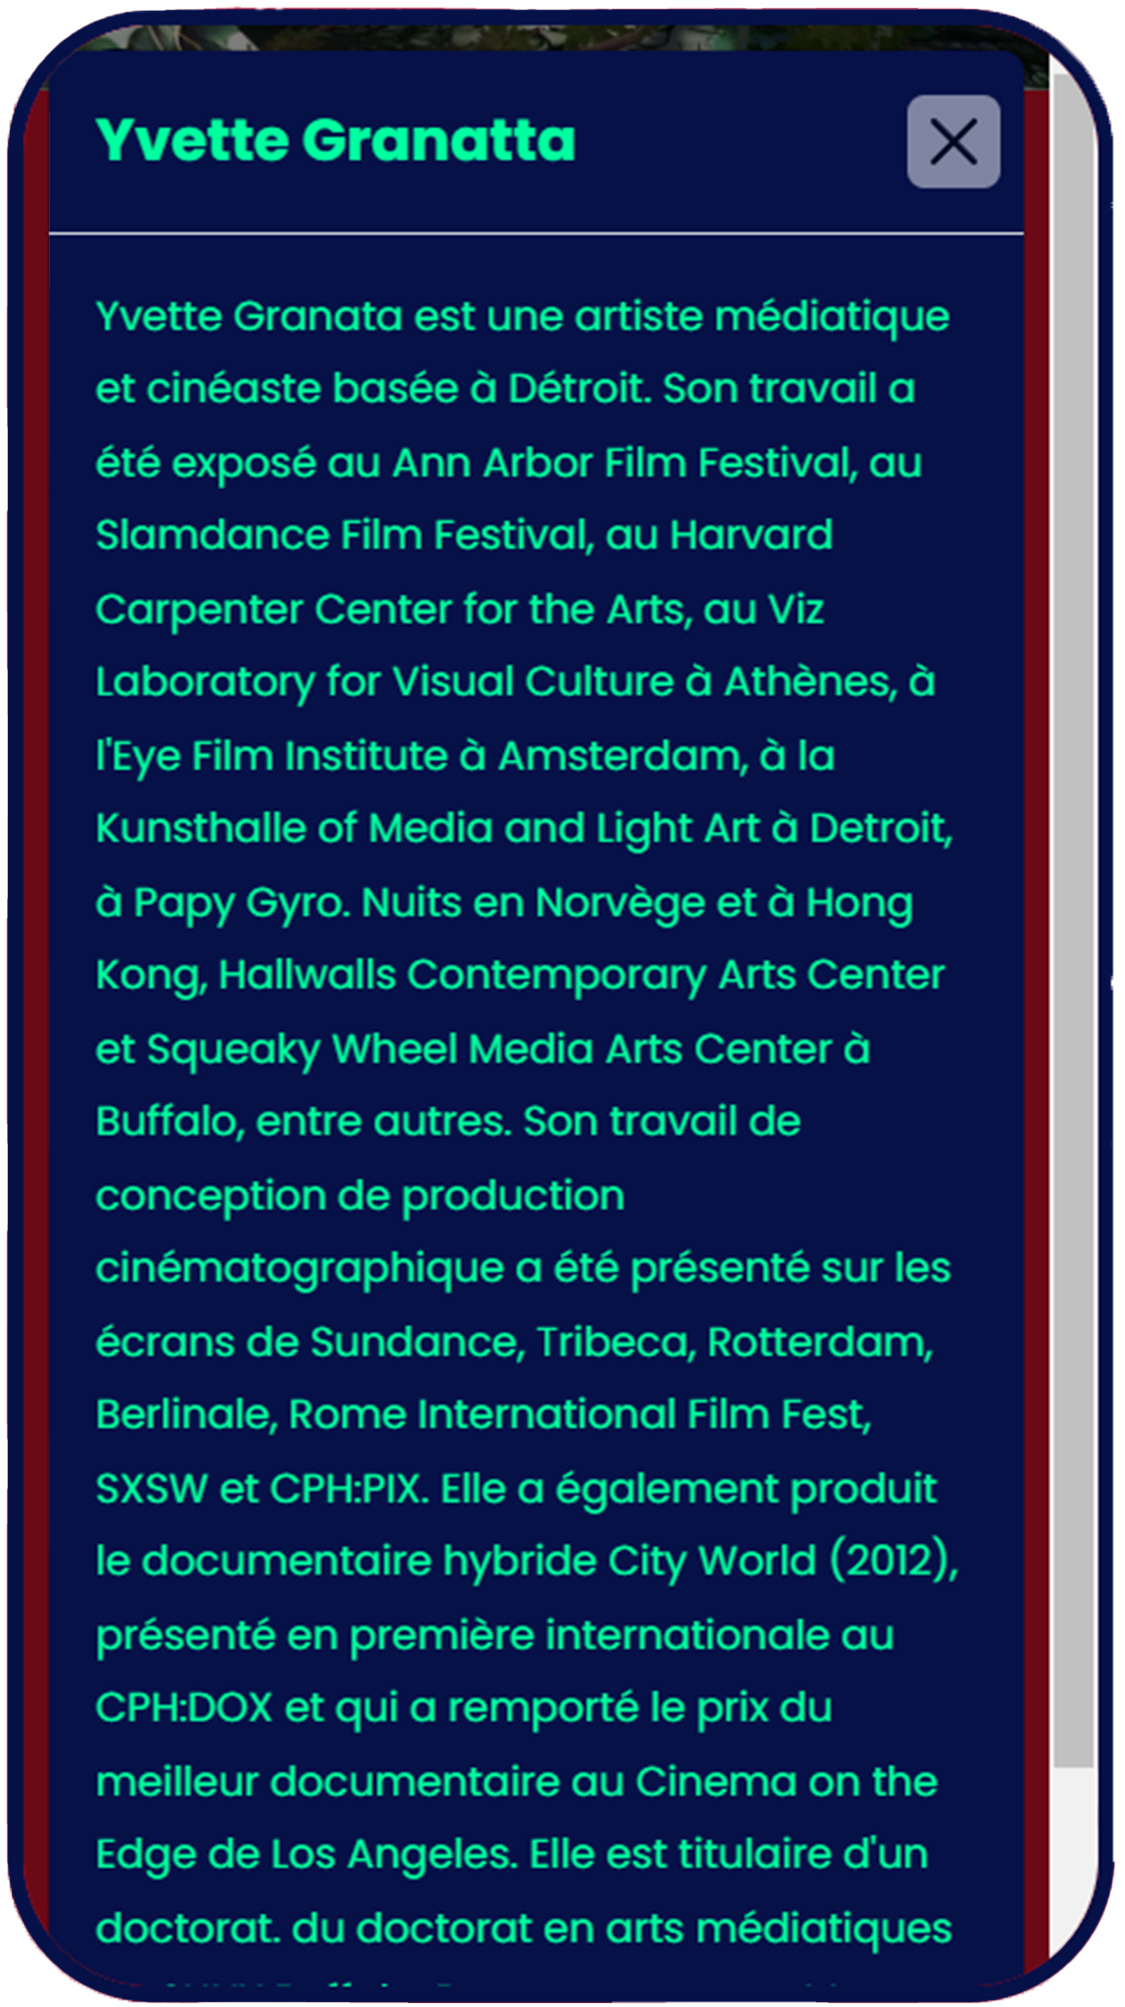 Yvette Granatta
Yvette Granata est une artiste médiatique
et cinéaste basée à Détroit. Son travail a
été exposé au Ann Arbor Film Festival, au
Slamdance Film Festival, au Harvard
Carpenter Center for the Arts, au Viz
Laboratory for Visual Culture à Athènes, à
l'Eye Film Institute à Amsterdam, à la
Kunsthalle of Media and Light Art à Detroit,
à Papy Gyro. Nuits en Norvège et à Hong
Kong, Hallwalls Contemporary Arts Center
et Squeaky Wheel Media Arts Center à
Buffalo, entre autres. Son travail de
conception de production
cinématographique a été présenté sur les
écrans de Sundance, Tribeca, Rotterdam,
Berlinale, Rome International Film Fest,
SXSW et CPH:PIX. Elle a également produit
le documentaire hybride City World (2012),
présenté en première internationale au
CPH:DOX et qui a remporté le prix du
meilleur documentaire au Cinema on the
Edge de Los Angeles. Elle est titulaire d'un
doctorat. du doctorat en arts médiatiques